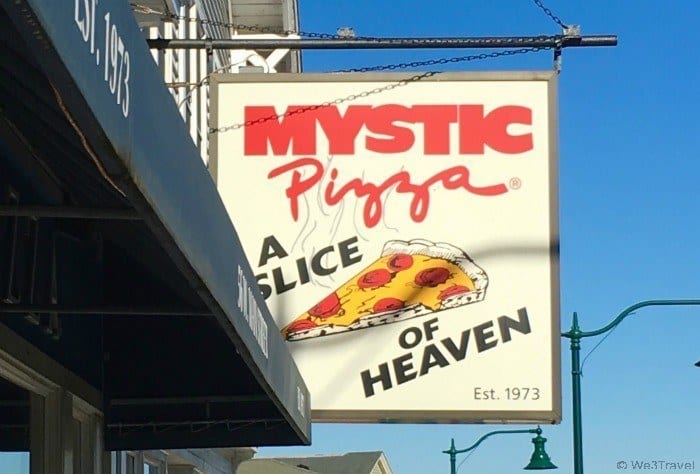 EST. 1973
MYSTIC
Pizza®
A
SLICE
OF
HEAVEN
Est. 1973
© We3Travel